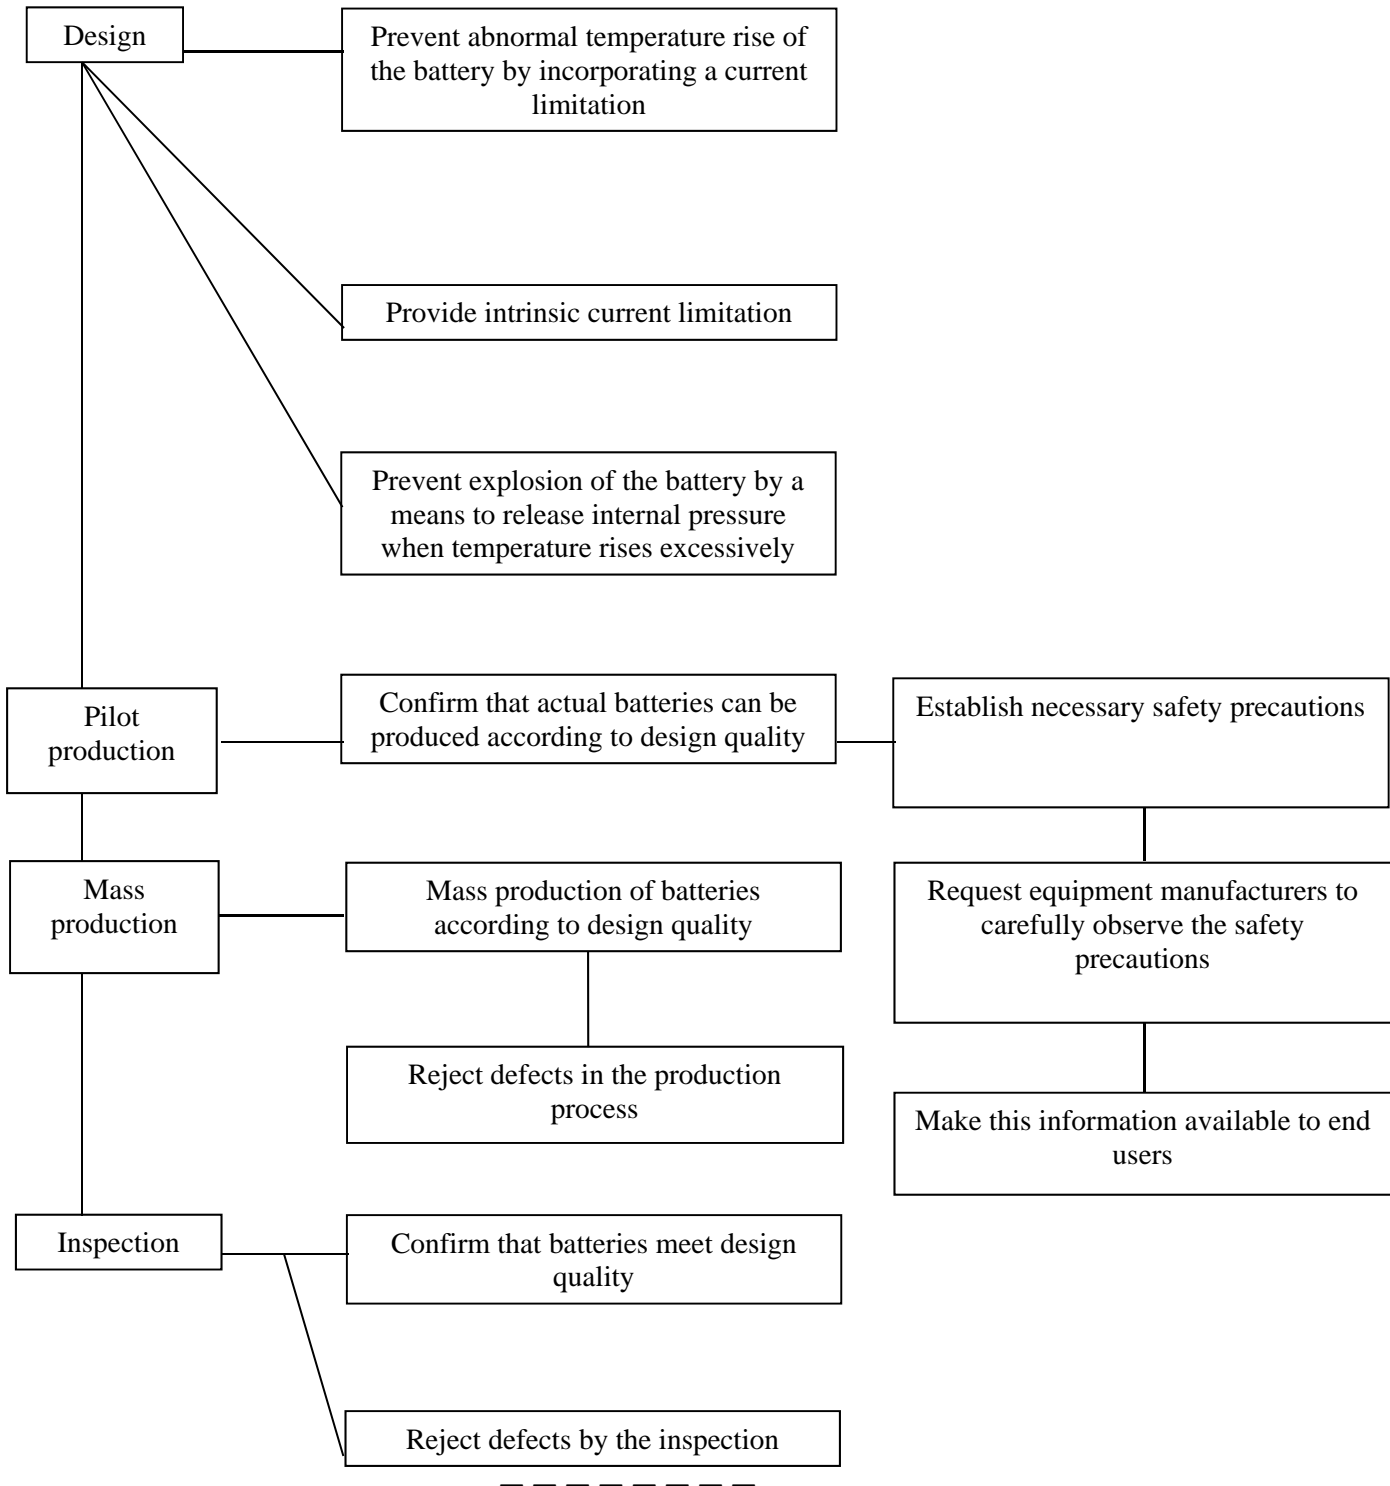 Design
Prevent abnormal temperature rise of
the battery by incorporating a current
limitation
Provide intrinsic current limitation
Prevent explosion of the battery by a
means to release internal pressure
when temperature rises excessively
Pilot
production
Confirm that actual batteries can be
produced according to design quality
Establish necessary safety precautions
Mass
production
Mass production of batteries
according to design quality
Request equipment manufacturers to
carefully observe the safety
precautions
Reject defects in the production
process
Make this information available to end
users
Inspection
Confirm that batteries meet design
quality
Reject defects by the inspection